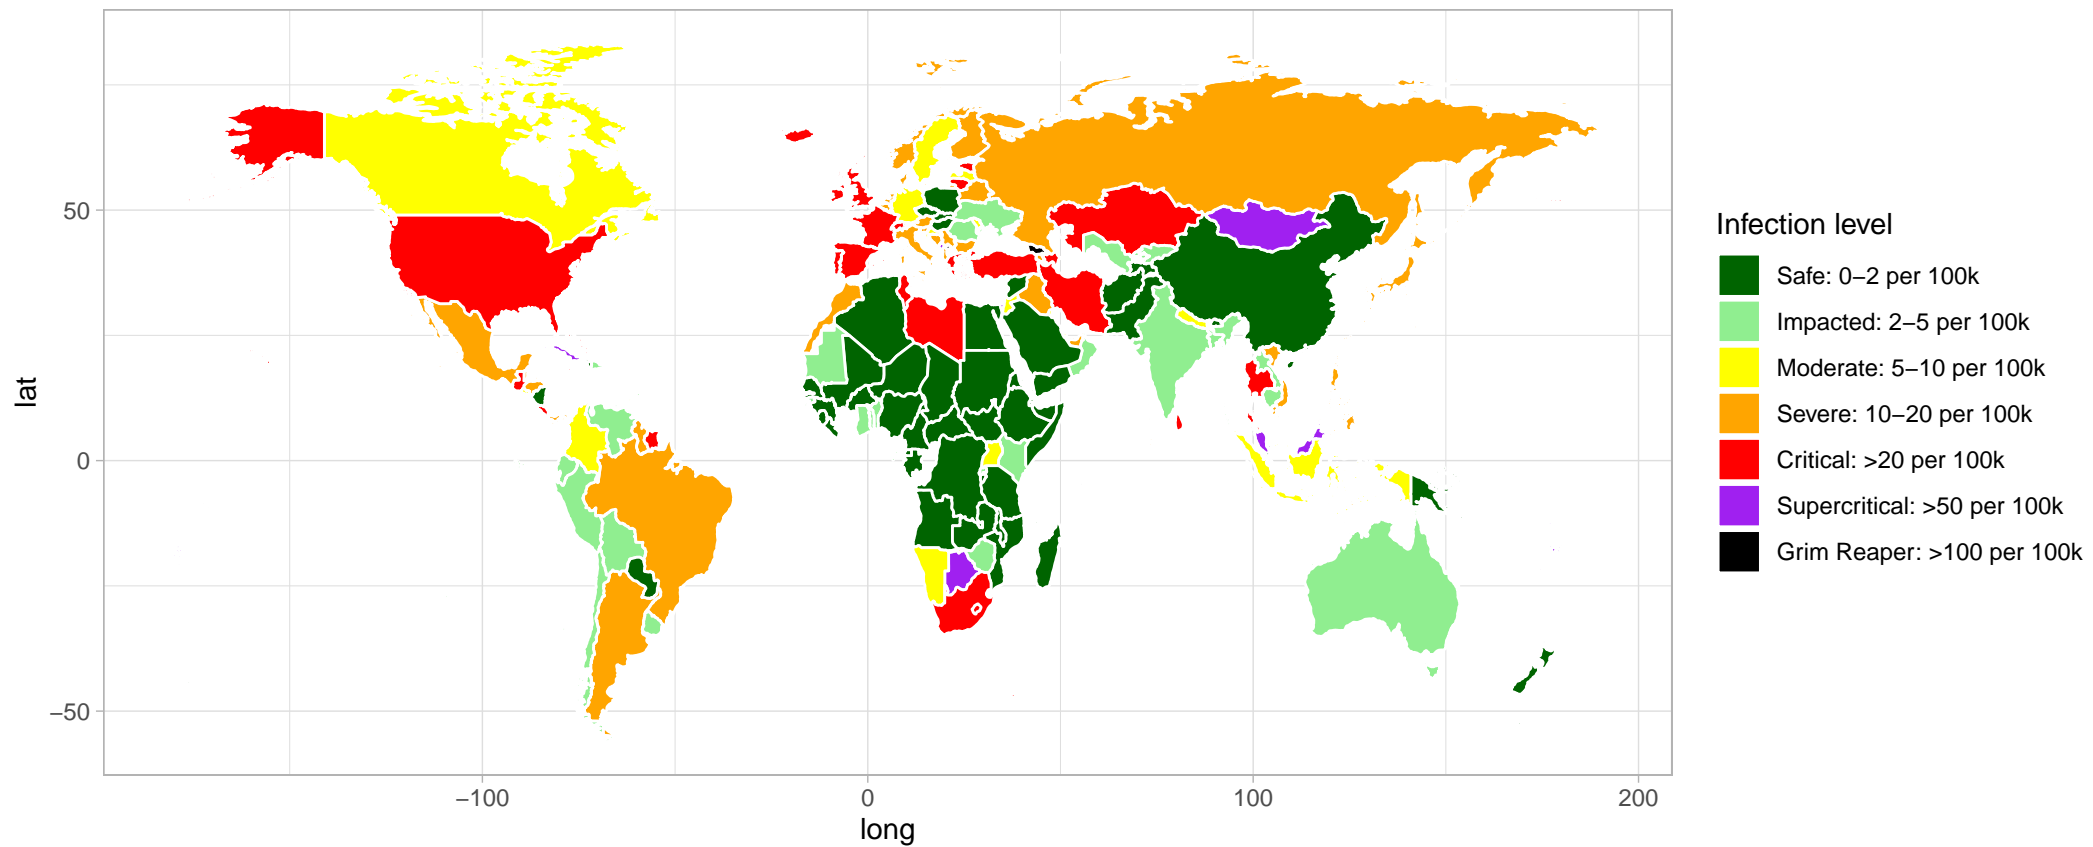 Infection level
Safe: 0–2 per 100k
Impacted: 2–5 per 100k
Moderate: 5–10 per 100k
Severe: 10–20 per 100k
Critical: >20 per 100k
Supercritical: >50 per 100k
Grim Reaper: >100 per 100k
lat
50
0
−50
−100
0
100
200
long